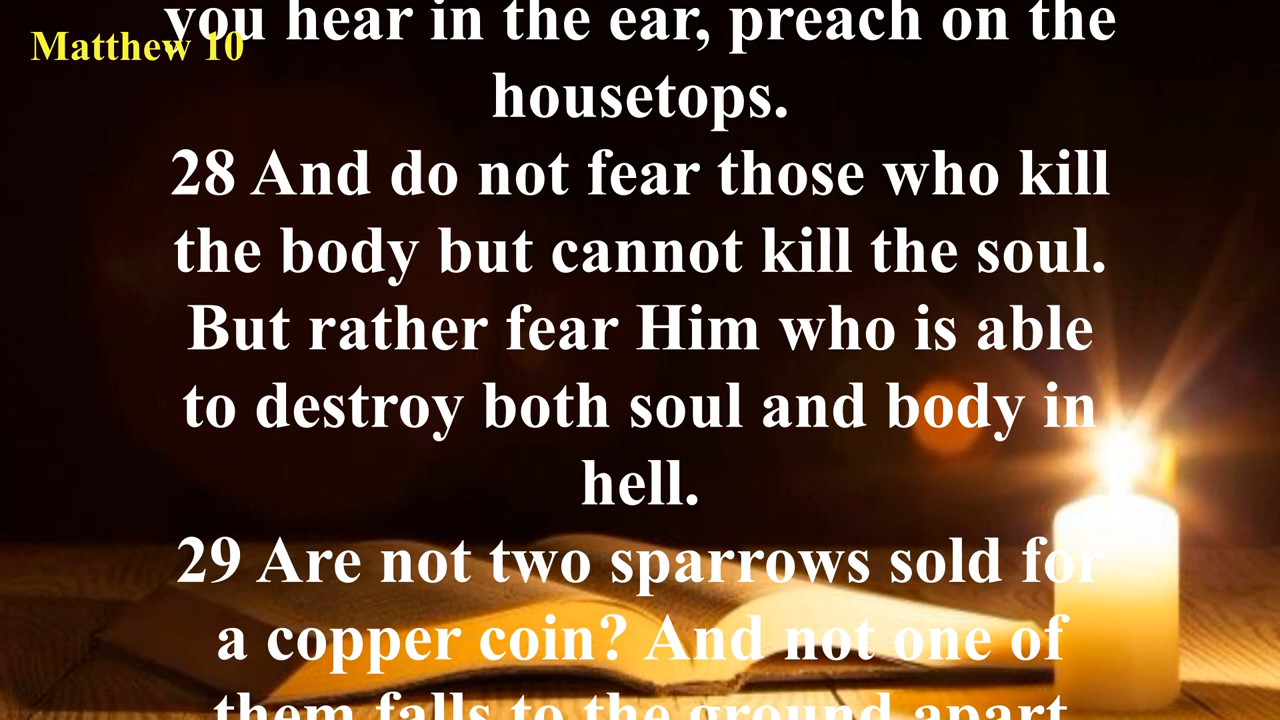 you hear in the ear, preach on the
Matthew 10
housetops.
28 And do not fear those who kill
the body but cannot kill the soul.
But rather fear Him who is able
to destroy both soul and body in
hell.
29 Are not two sparrows sold for
a copper coin? And not one of
them falls to the ground apart